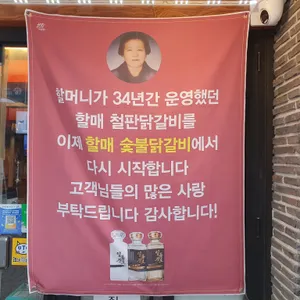 할머니가 34년간 운영했던
할매 철판닭갈비를
이제 할매 숯불닭갈비에서
다시 시작합니다
고객님들의 많은 사랑
부탁드립니다 감사합니다!